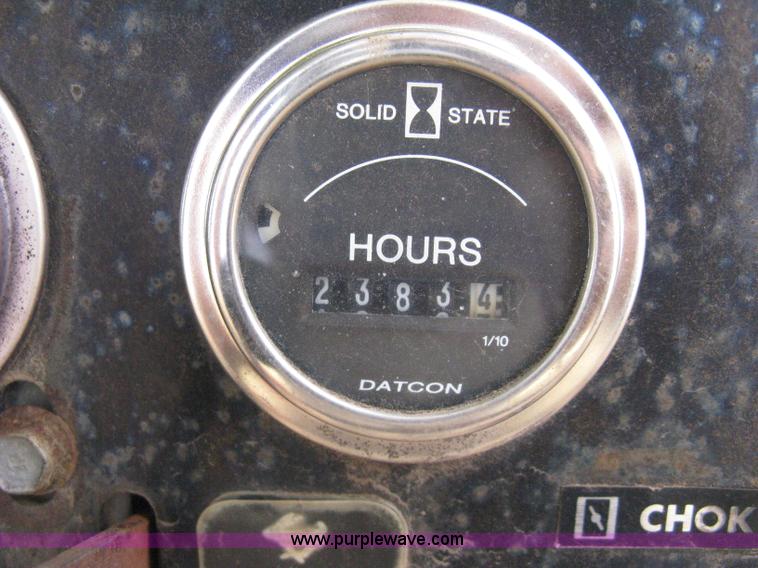 SOLID STATE
HOURS
2 3 8 3 4
1/10
DATCON
CHOK
www.purplewave.com